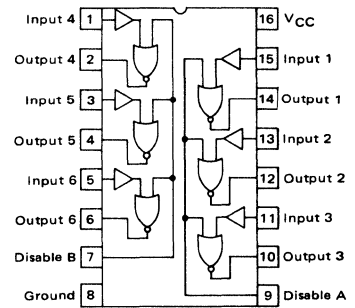 Input 4 1
Output 4 2
Input 5 3
Output 5 4
Input 6 5
Output 6 6
Disable B 7
Ground 8
16 VCC
15 Input 1
14 Output 1
13 Input 2
12 Output 2
11 Input 3
10 Output 3
9 Disable A